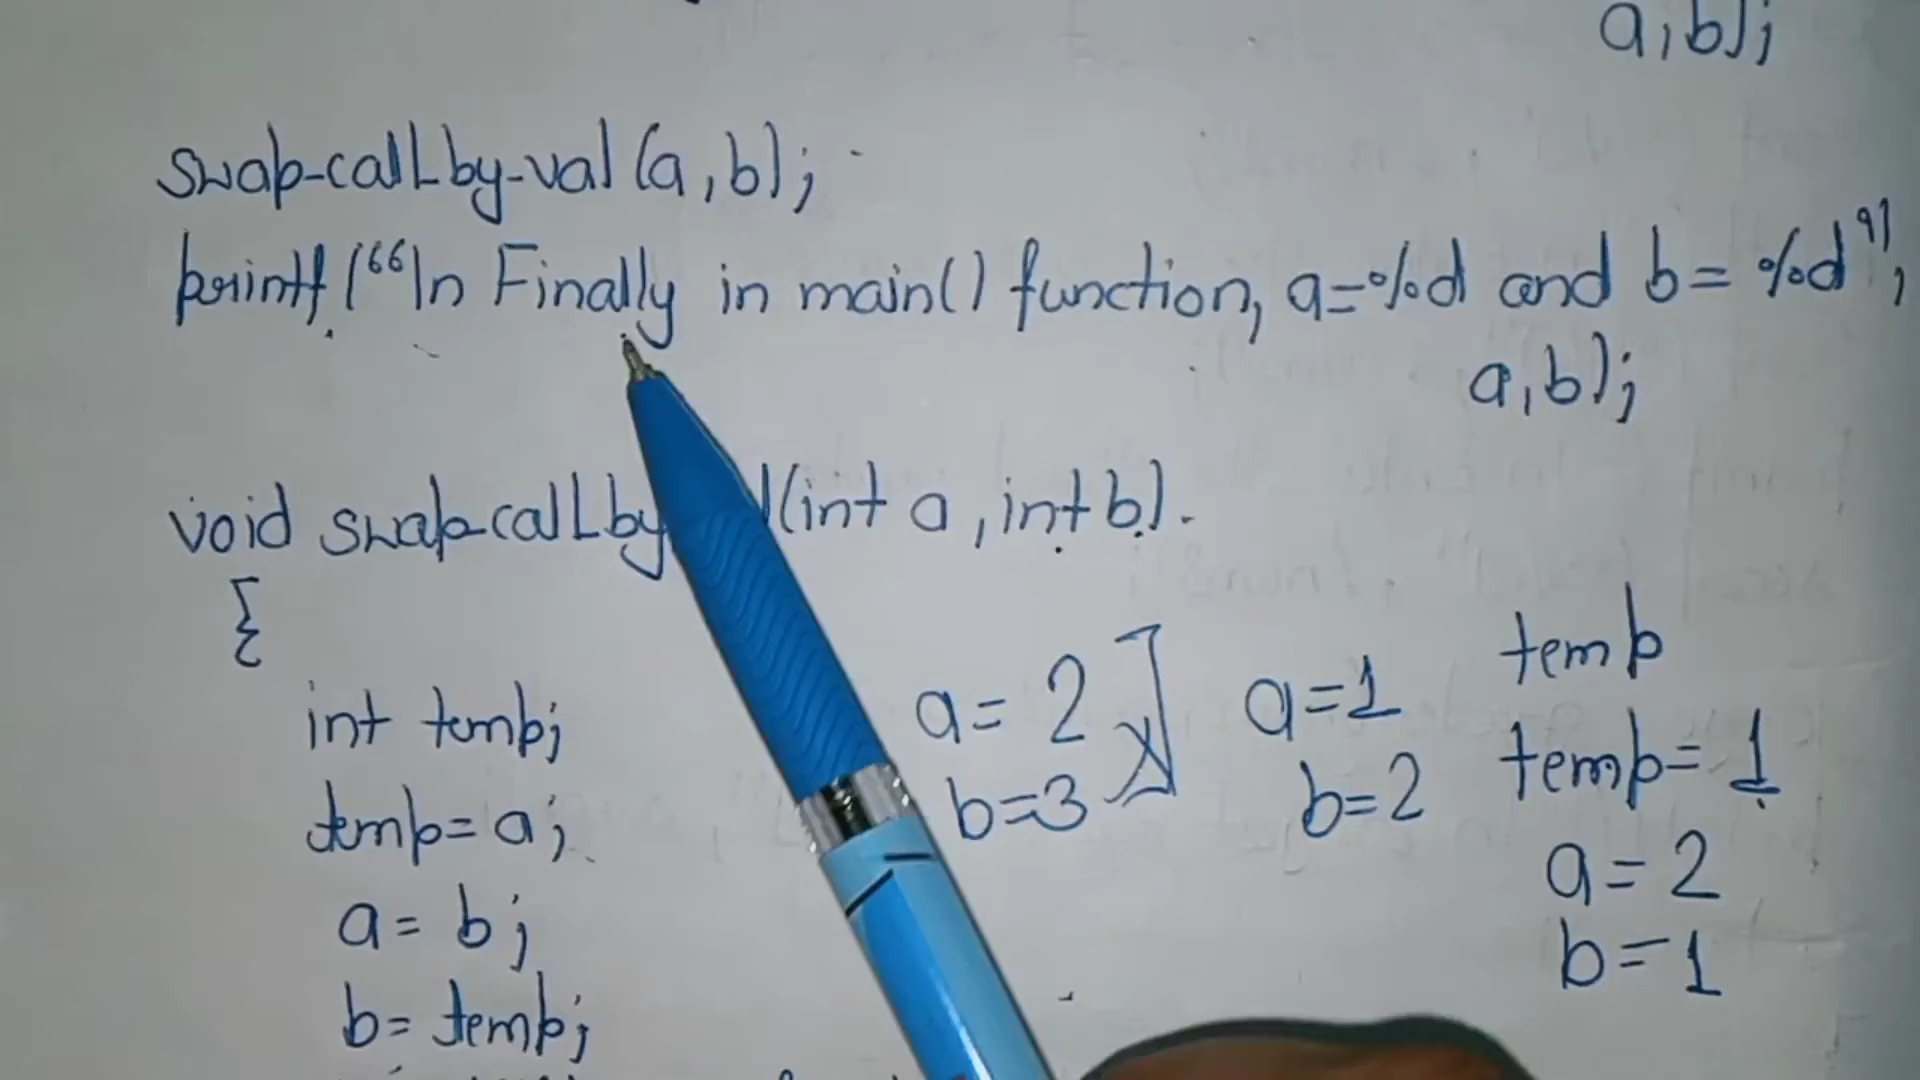 a,b);
swap-call-by-val(a,b);
printf("\n Finally in main() function, a=%d and b= %d",
a,b);
void swap-call-by (int a, int b).
{
int temp;
temp=a;
a= b;
b= temp;
a= 2
b=3
a=1
b=2
temp
temp=1
a=2
b=1